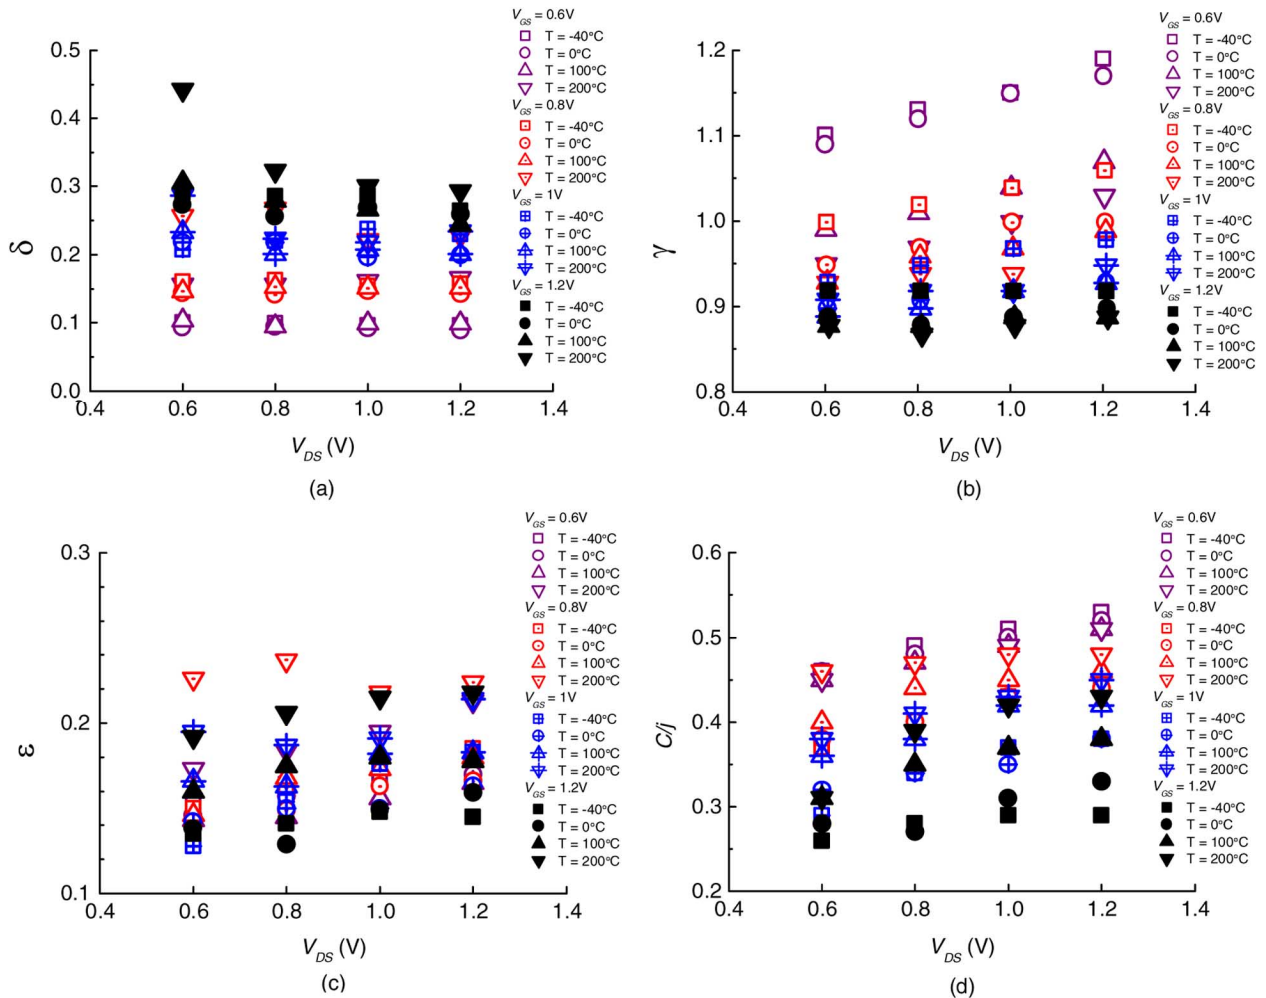 V_GS = 0.6V
T = -40°C
T = 0°C
T = 100°C
T = 200°C
V_GS = 0.8V
T = -40°C
T = 0°C
T = 100°C
T = 200°C
V_GS = 1V
T = -40°C
T = 0°C
T = 100°C
T = 200°C
V_GS = 1.2V
T = -40°C
T = 0°C
T = 100°C
T = 200°C
0.5
0.4
0.3
0.2
0.1
0.0
δ
0.4 0.6 0.8 1.0 1.2 1.4
V_DS (V)
(a)
V_GS = 0.6V
T = -40°C
T = 0°C
T = 100°C
T = 200°C
V_GS = 0.8V
T = -40°C
T = 0°C
T = 100°C
T = 200°C
V_GS = 1V
T = -40°C
T = 0°C
T = 100°C
T = 200°C
V_GS = 1.2V
T = -40°C
T = 0°C
T = 100°C
T = 200°C
1.2
1.1
1.0
0.9
0.8
γ
0.4 0.6 0.8 1.0 1.2 1.4
V_DS (V)
(b)
V_GS = 0.6V
T = -40°C
T = 0°C
T = 100°C
T = 200°C
V_GS = 0.8V
T = -40°C
T = 0°C
T = 100°C
T = 200°C
V_GS = 1V
T = -40°C
T = 0°C
T = 100°C
T = 200°C
V_GS = 1.2V
T = -40°C
T = 0°C
T = 100°C
T = 200°C
0.3
0.2
0.1
ε
0.4 0.6 0.8 1.0 1.2 1.4
V_DS (V)
(c)
V_GS = 0.6V
T = -40°C
T = 0°C
T = 100°C
T = 200°C
V_GS = 0.8V
T = -40°C
T = 0°C
T = 100°C
T = 200°C
V_GS = 1V
T = -40°C
T = 0°C
T = 100°C
T = 200°C
V_GS = 1.2V
T = -40°C
T = 0°C
T = 100°C
T = 200°C
0.6
0.5
0.4
0.3
0.2
C/j
0.4 0.6 0.8 1.0 1.2 1.4
V_DS (V)
(d)